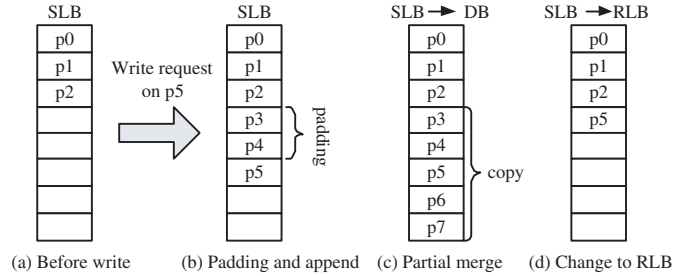 SLB
p0
p1
p2
(a) Before write
Write request
on p5
SLB
p0
p1
p2
p3
p4
p5
padding
(b) Padding and append
SLB → DB
p0
p1
p2
p3
p4
p5
p6
p7
copy
(c) Partial merge
SLB → RLB
p0
p1
p2
p5
(d) Change to RLB